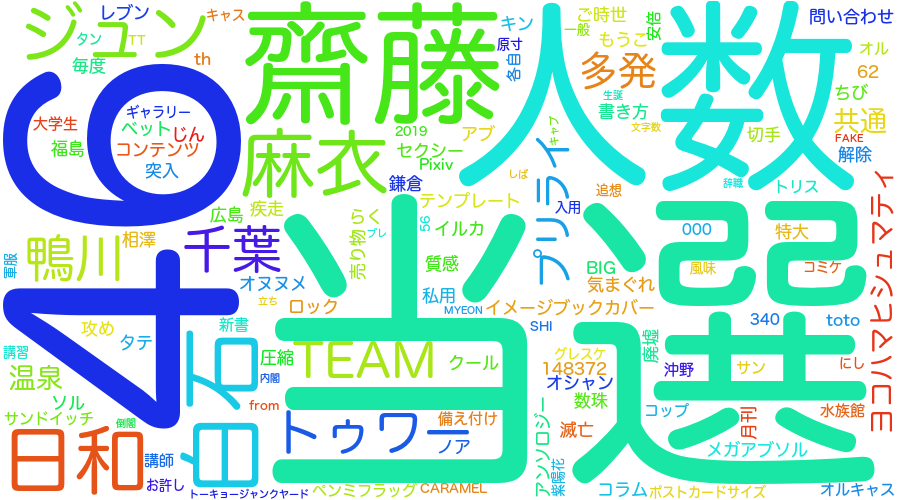 レブン
キャス
ジュン
齋藤
人数
ご時世
安倍
問い合わせ
キン
一般
タン
TT
毎度
th
原寸
もうこ
オル
各自
多発
62
ギャラリー
大学生
ベット
じん
福島
コンテンツ
突入
2019
アブ
生誕
書き方
ちび
文字数
共通
切手
FAKE
麻衣
セクシー
Pixiv
キャプ
解除
しば
鎌倉
プリライ
追想
辞職
トリス
46
広島
疾走
テンプレート
入用
相澤
千葉
売り物
らく
56
イルカ
000
特大
鴨川
軍服
プレ
オヌヌメ
質感
BIG
気まぐれ
風味
コミケ
立ち
私用
ロック
MYEON
イメージブックカバー
ヨコハマヒシュマティ
当選
攻め
タテ
新書
SHI
340
toto
廃墟
講習
白石
圧縮
TEAM
クール
グレスケ
148372
温泉
内閣
オシャン
沖野
サン
にし
ソル
from
アンソロジー
数珠
コップ
月刊
水族館
サンドイッチ
倒閣
トゥワー
備え付け
滅亡
日和
ノア
メガアブソル
講師
紫陽花
お許し
トーキョージャンクヤード
ペンミフラッグ
CARAMEL
コラム
ポストカードサイズ
オルキャス